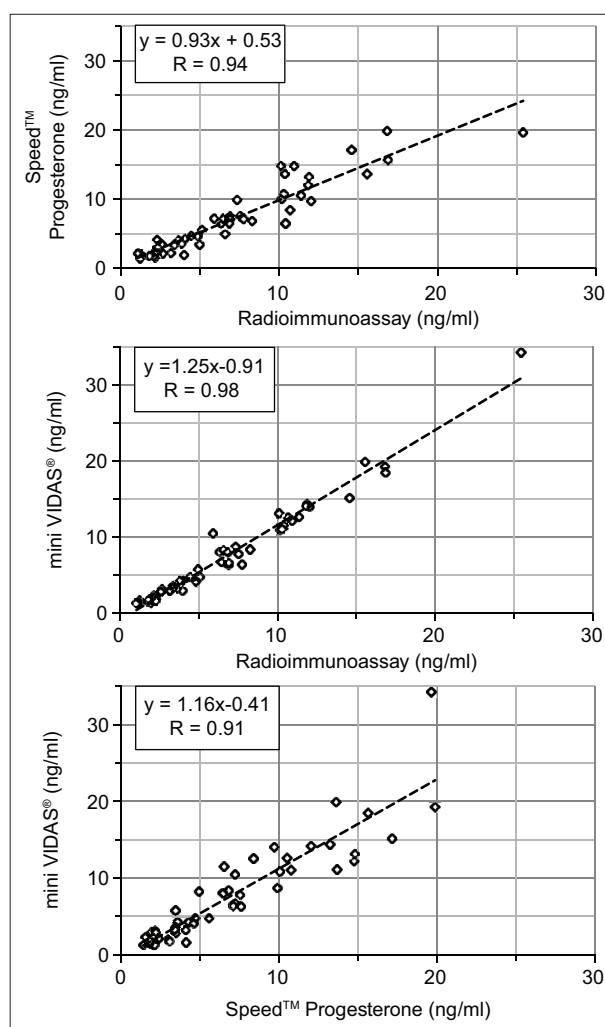 y = 0.93x + 0.53
R = 0.94
Speed™
Progesterone (ng/ml)
30
20
10
0
0
10
20
30
Radioimmunoassay (ng/ml)
y =1.25x-0.91
R = 0.98
mini VIDAS® (ng/ml)
30
20
10
0
0
10
20
30
Radioimmunoassay (ng/ml)
y = 1.16x-0.41
R = 0.91
mini VIDAS® (ng/ml)
30
20
10
0
0
10
20
30
Speed™ Progesterone (ng/ml)